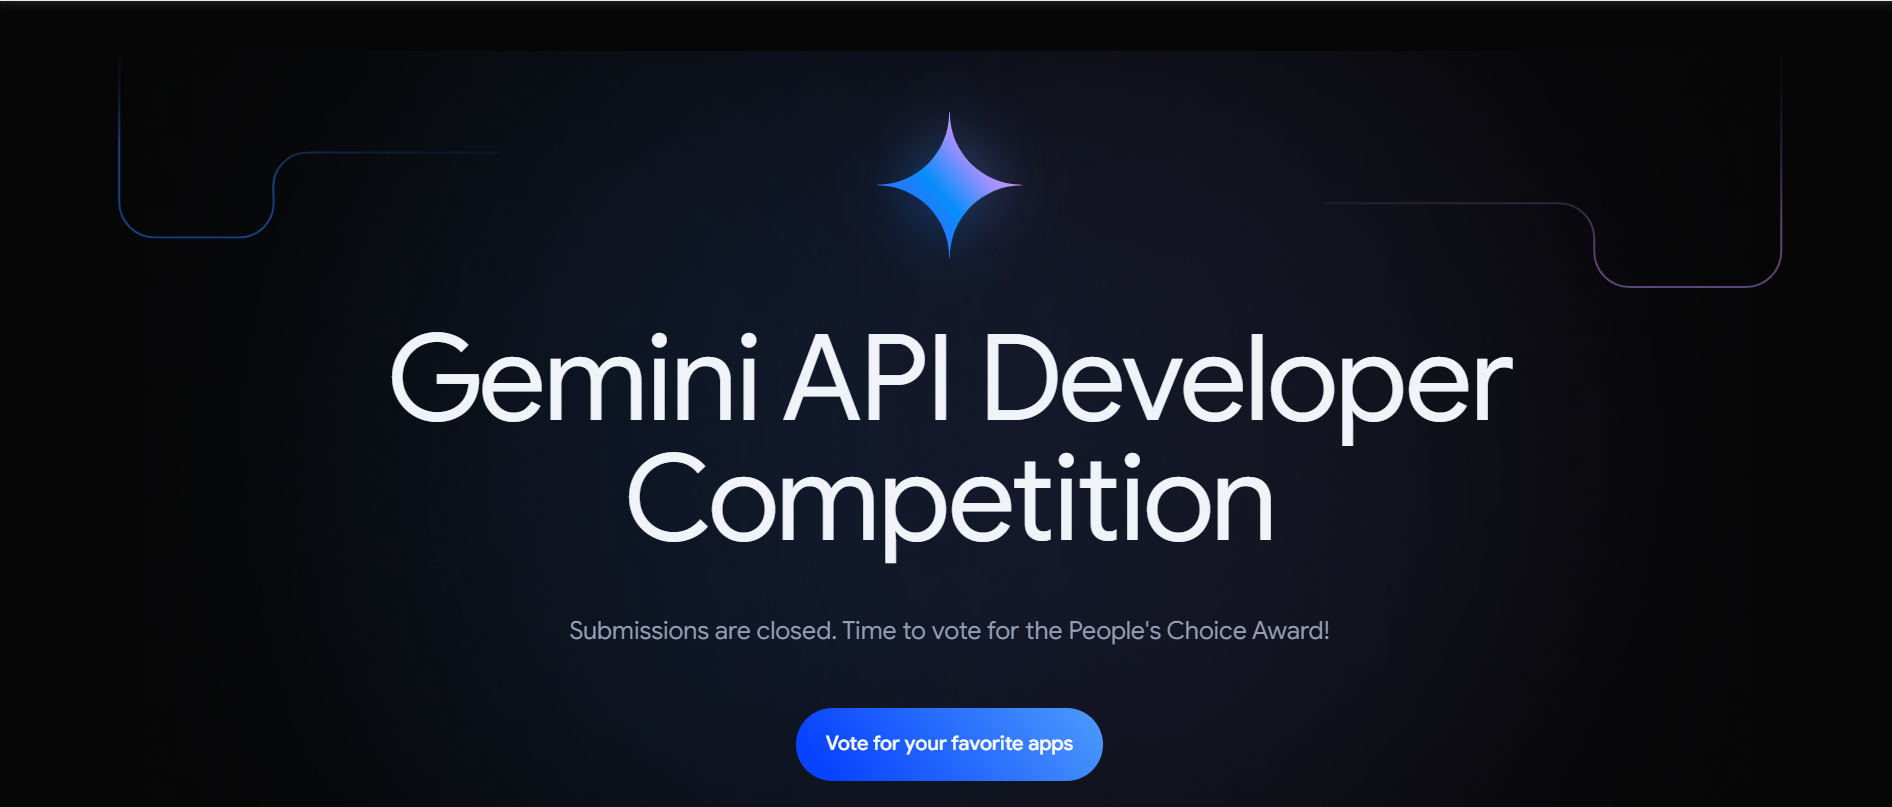 Gemini API Developer
Competition
Submissions are closed. Time to vote for the People's Choice Award!
Vote for your favorite apps